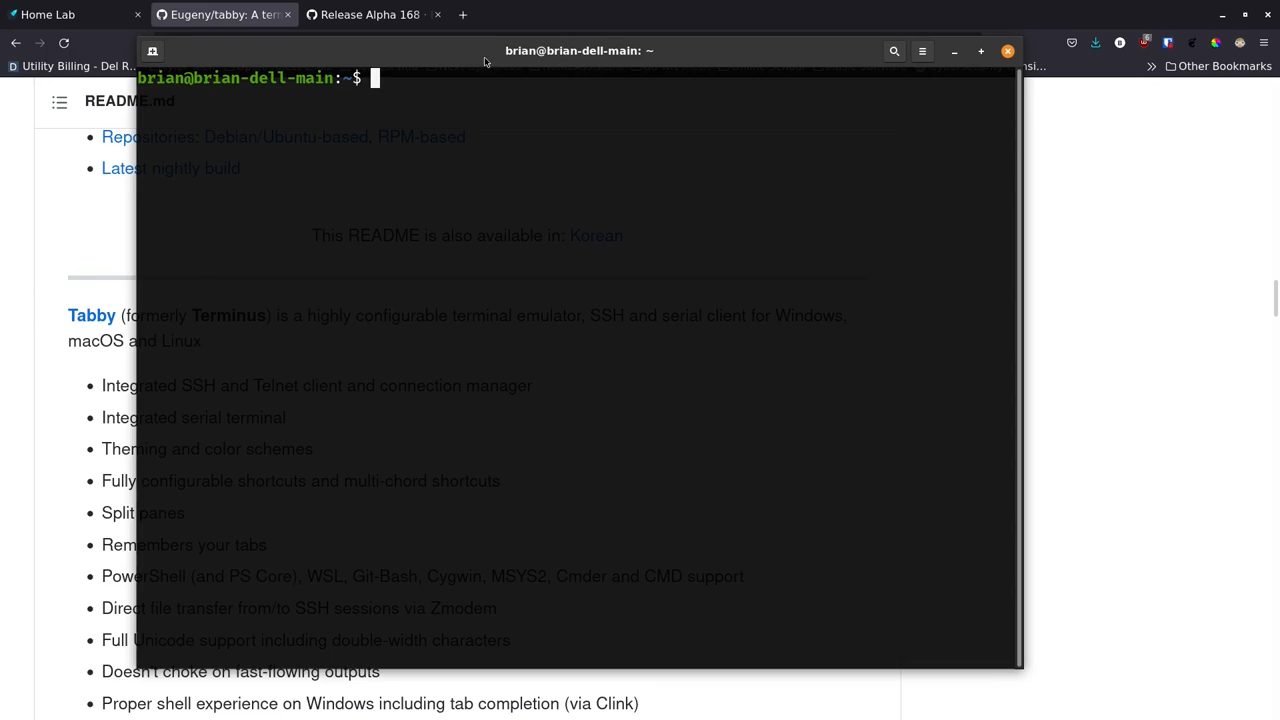 Home Lab
Eugeny/tabby: A term
Release Alpha 168 ·
brian@brian-dell-main: ~
Utility Billing - Del R...
Other Bookmarks
brian@brian-dell-main:~$
README.md
Repositories: Debian/Ubuntu-based, RPM-based
Latest nightly build
This README is also available in: Korean
Tabby (formerly Terminus) is a highly configurable terminal emulator, SSH and serial client for Windows,
macOS and Linux
Integrated SSH and Telnet client and connection manager
Integrated serial terminal
Theming and color schemes
Fully configurable shortcuts and multi-chord shortcuts
Split panes
Remembers your tabs
PowerShell (and PS Core), WSL, Git-Bash, Cygwin, MSYS2, Cmder and CMD support
Direct file transfer from/to SSH sessions via Zmodem
Full Unicode support including double-width characters
Doesn't choke on fast-flowing outputs
Proper shell experience on Windows including tab completion (via Clink)